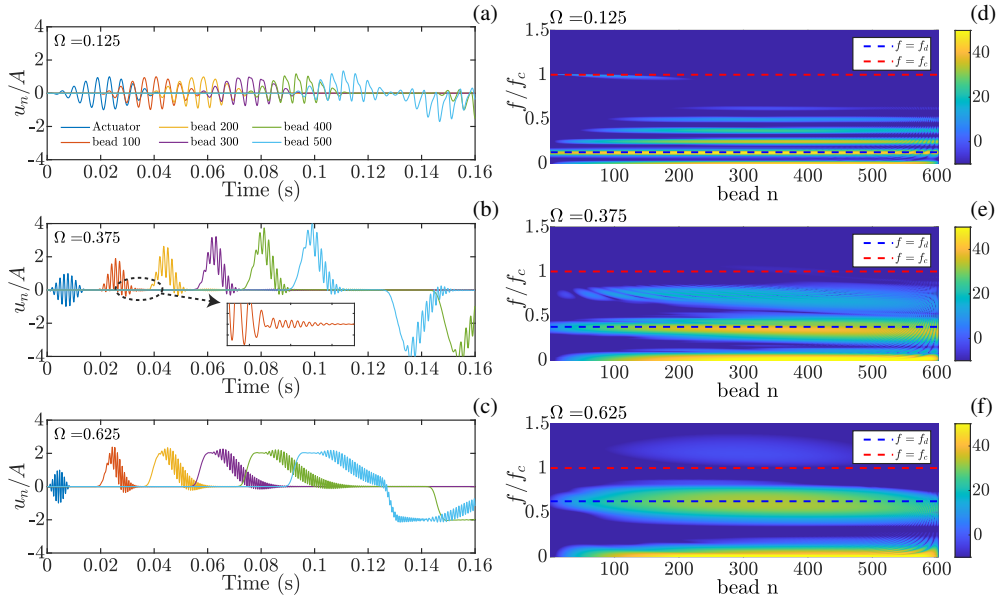 (a)
Ω =0.125
4
2
0
-2
-4
u_n/A
Actuator
bead 200
bead 400
bead 100
bead 300
bead 500
0 0.02 0.04 0.06 0.08 0.1 0.12 0.14 0.16
Time (s)
(d)
Ω =0.125
1.5
1
0.5
0
f / f_c
f = f_d
f = f_c
40
20
0
100 200 300 400 500 600
bead n
(b)
Ω =0.375
4
2
0
-2
-4
u_n/A
0 0.02 0.04 0.06 0.08 0.1 0.12 0.14 0.16
Time (s)
(e)
Ω =0.375
1.5
1
0.5
0
f / f_c
f = f_d
f = f_c
40
20
0
100 200 300 400 500 600
bead n
(c)
Ω =0.625
4
2
0
-2
-4
u_n/A
0 0.02 0.04 0.06 0.08 0.1 0.12 0.14 0.16
Time (s)
(f)
Ω =0.625
1.5
1
0.5
0
f / f_c
f = f_d
f = f_c
40
20
0
100 200 300 400 500 600
bead n